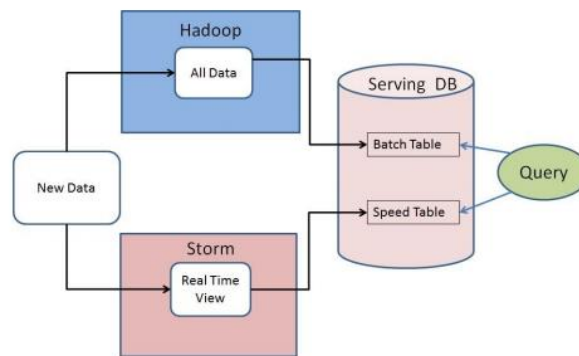 Hadoop
All Data
Serving DB
Batch Table
Query
New Data
Speed Table
Storm
Real Time
View